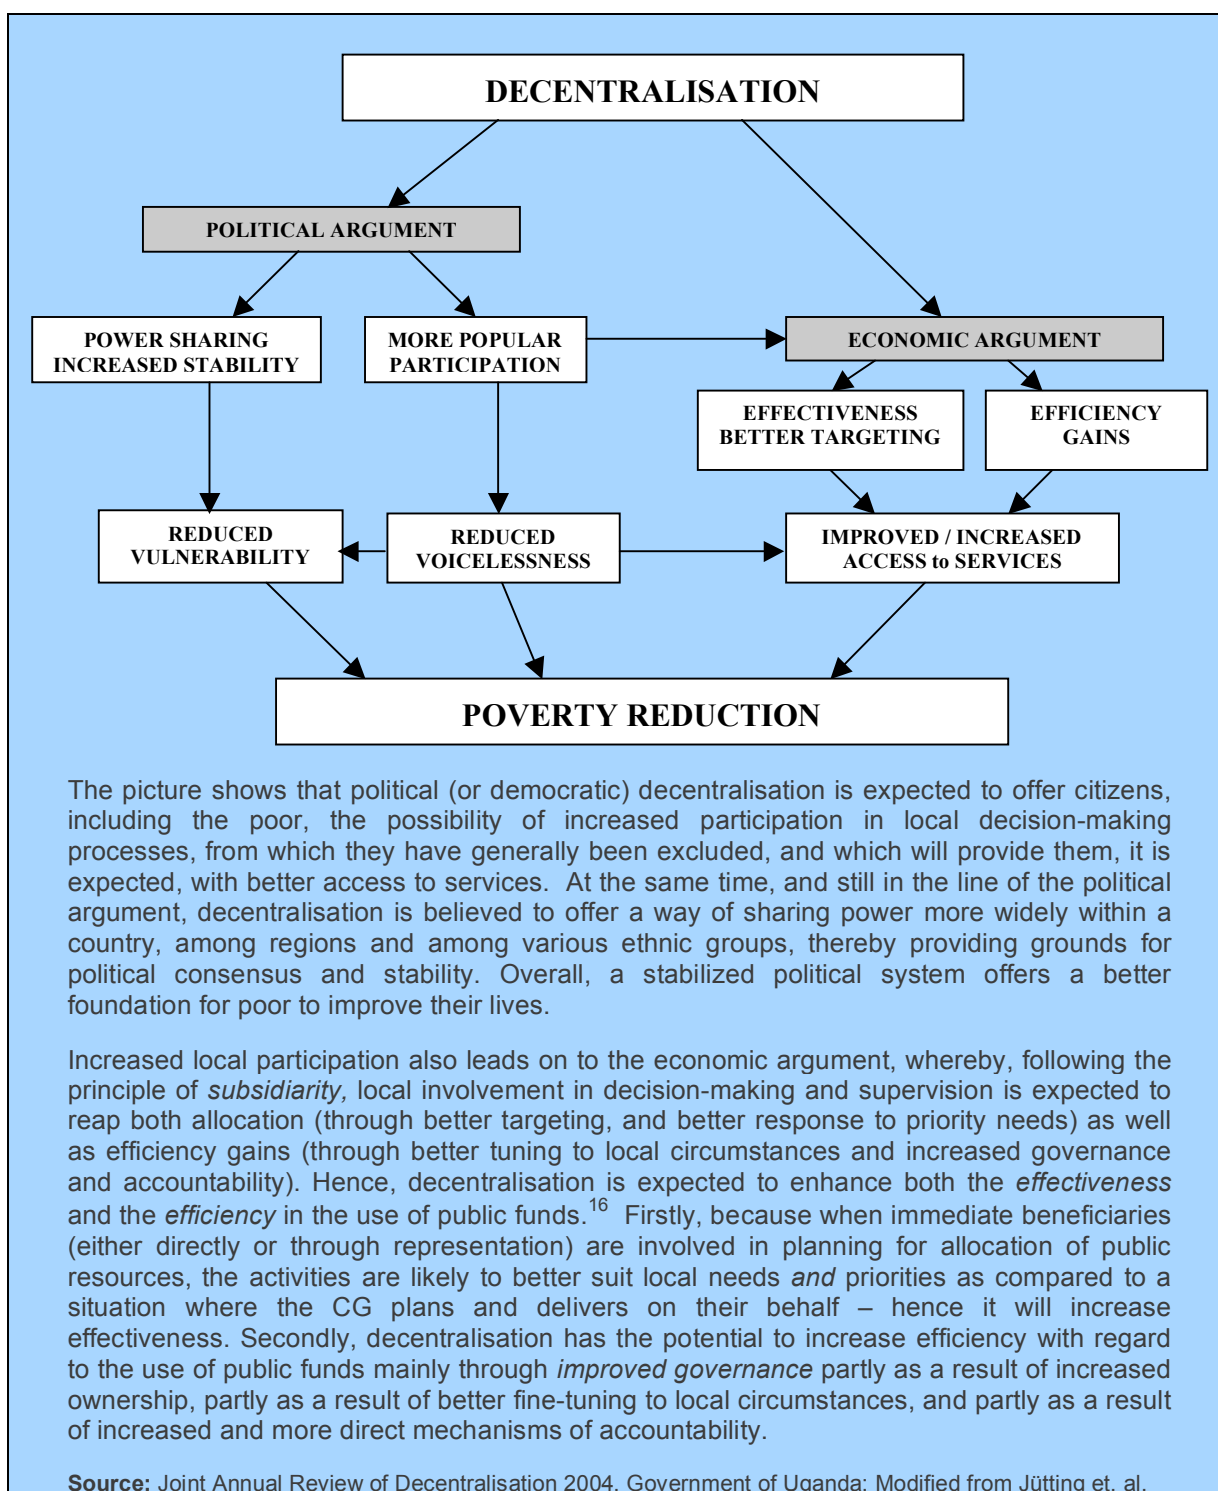 DECENTRALISATION
POLITICAL ARGUMENT
POWER SHARING
INCREASED STABILITY
MORE POPULAR
PARTICIPATION
ECONOMIC ARGUMENT
EFFECTIVENESS
BETTER TARGETING
EFFICIENCY
GAINS
REDUCED
VULNERABILITY
REDUCED
VOICELESSNESS
IMPROVED / INCREASED
ACCESS to SERVICES
POVERTY REDUCTION
The picture shows that political (or democratic) decentralisation is expected to offer citizens,
including the poor, the possibility of increased participation in local decision-making
processes, from which they have generally been excluded, and which will provide them, it is
expected, with better access to services. At the same time, and still in the line of the political
argument, decentralisation is believed to offer a way of sharing power more widely within a
country, among regions and among various ethnic groups, thereby providing grounds for
political consensus and stability. Overall, a stabilized political system offers a better
foundation for poor to improve their lives.
Increased local participation also leads on to the economic argument, whereby, following the
principle of subsidiarity, local involvement in decision-making and supervision is expected to
reap both allocation (through better targeting, and better response to priority needs) as well
as efficiency gains (through better tuning to local circumstances and increased governance
and accountability). Hence, decentralisation is expected to enhance both the effectiveness
and the efficiency in the use of public funds.16 Firstly, because when immediate beneficiaries
(either directly or through representation) are involved in planning for allocation of public
resources, the activities are likely to better suit local needs and priorities as compared to a
situation where the CG plans and delivers on their behalf – hence it will increase
effectiveness. Secondly, decentralisation has the potential to increase efficiency with regard
to the use of public funds mainly through improved governance partly as a result of increased
ownership, partly as a result of better fine-tuning to local circumstances, and partly as a result
of increased and more direct mechanisms of accountability.
Source: Joint Annual Review of Decentralisation 2004, Government of Uganda; Modified from Jütting et. al.